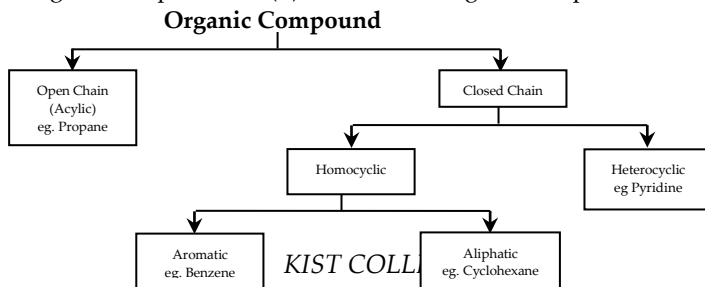 Organic Compound
Open Chain
(Acylic)
eg. Propane
Closed Chain
Homocyclic
Heterocyclic
eg Pyridine
Aromatic
eg. Benzene
KIST
Aliphatic
eg. Cyclohexane